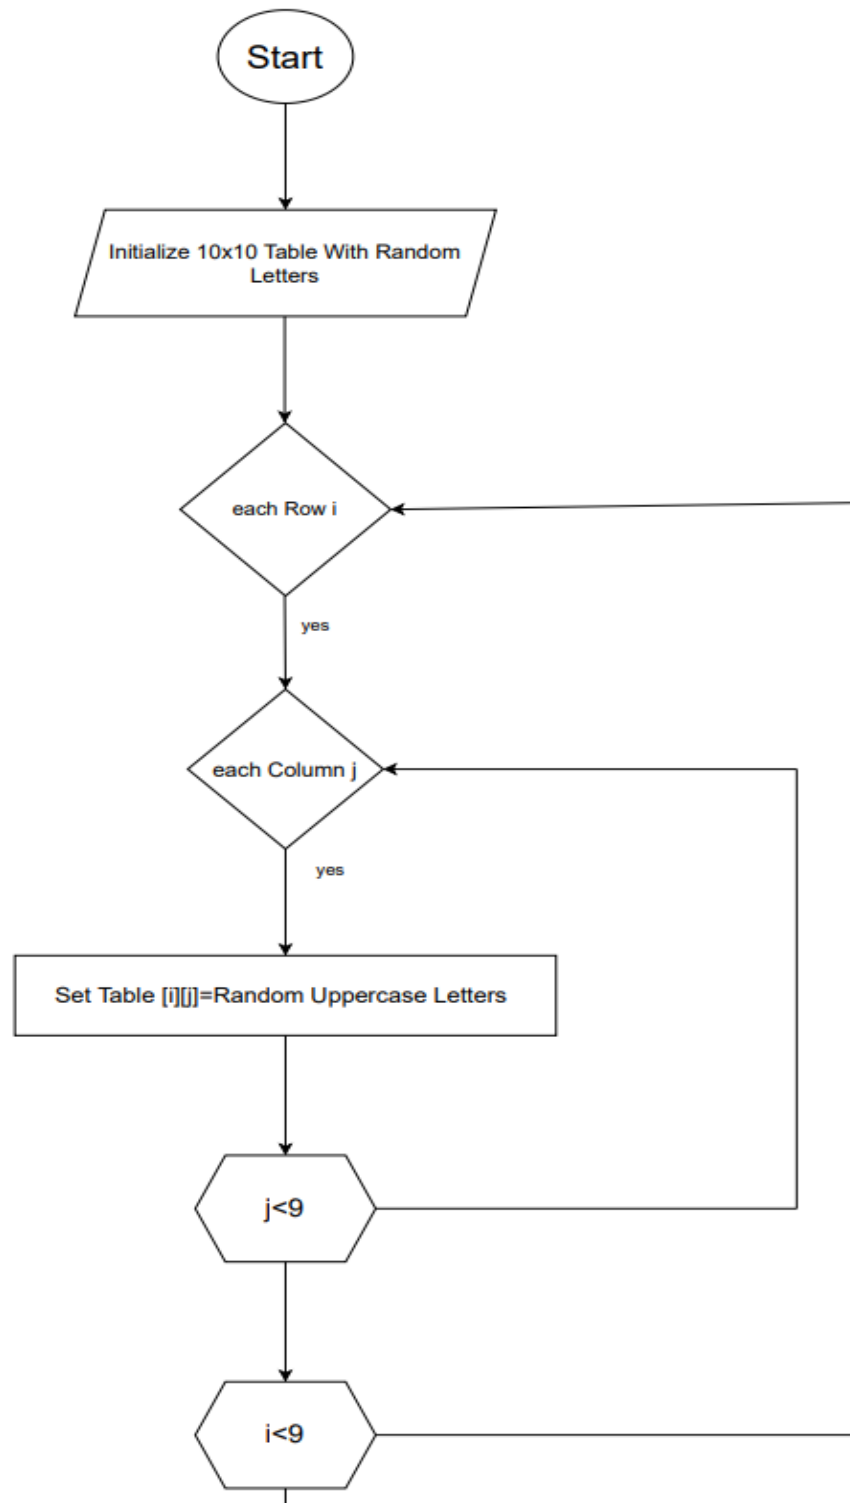 Start
Initialize 10x10 Table With Random
Letters
each Row i
yes
each Column j
yes
Set Table [i][j]=Random Uppercase Letters
j<9
i<9